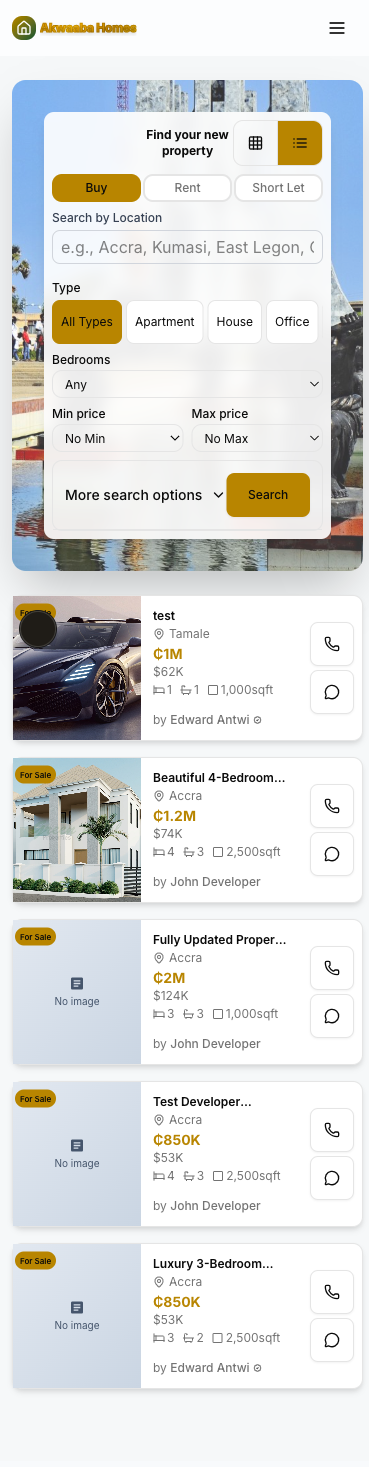 Akwaaba Homes
Find your new
property
Buy
Rent
Short Let
Search by Location
e.g., Accra, Kumasi, East Legon, C
Type
All Types
Apartment
House
Office
Bedrooms
Any
Min price
Max price
No Min
No Max
More search options
Search
test
Tamale
₵1M
$62K
1 1 1,000sqft
by Edward Antwi
For Sale
Beautiful 4-Bedroom...
Accra
₵1.2M
$74K
4 3 2,500sqft
by John Developer
For Sale
No image
Fully Updated Proper...
Accra
₵2M
$124K
3 3 1,000sqft
by John Developer
For Sale
No image
Test Developer...
Accra
₵850K
$53K
4 3 2,500sqft
by John Developer
For Sale
No image
Luxury 3-Bedroom...
Accra
₵850K
$53K
3 2 2,500sqft
by Edward Antwi